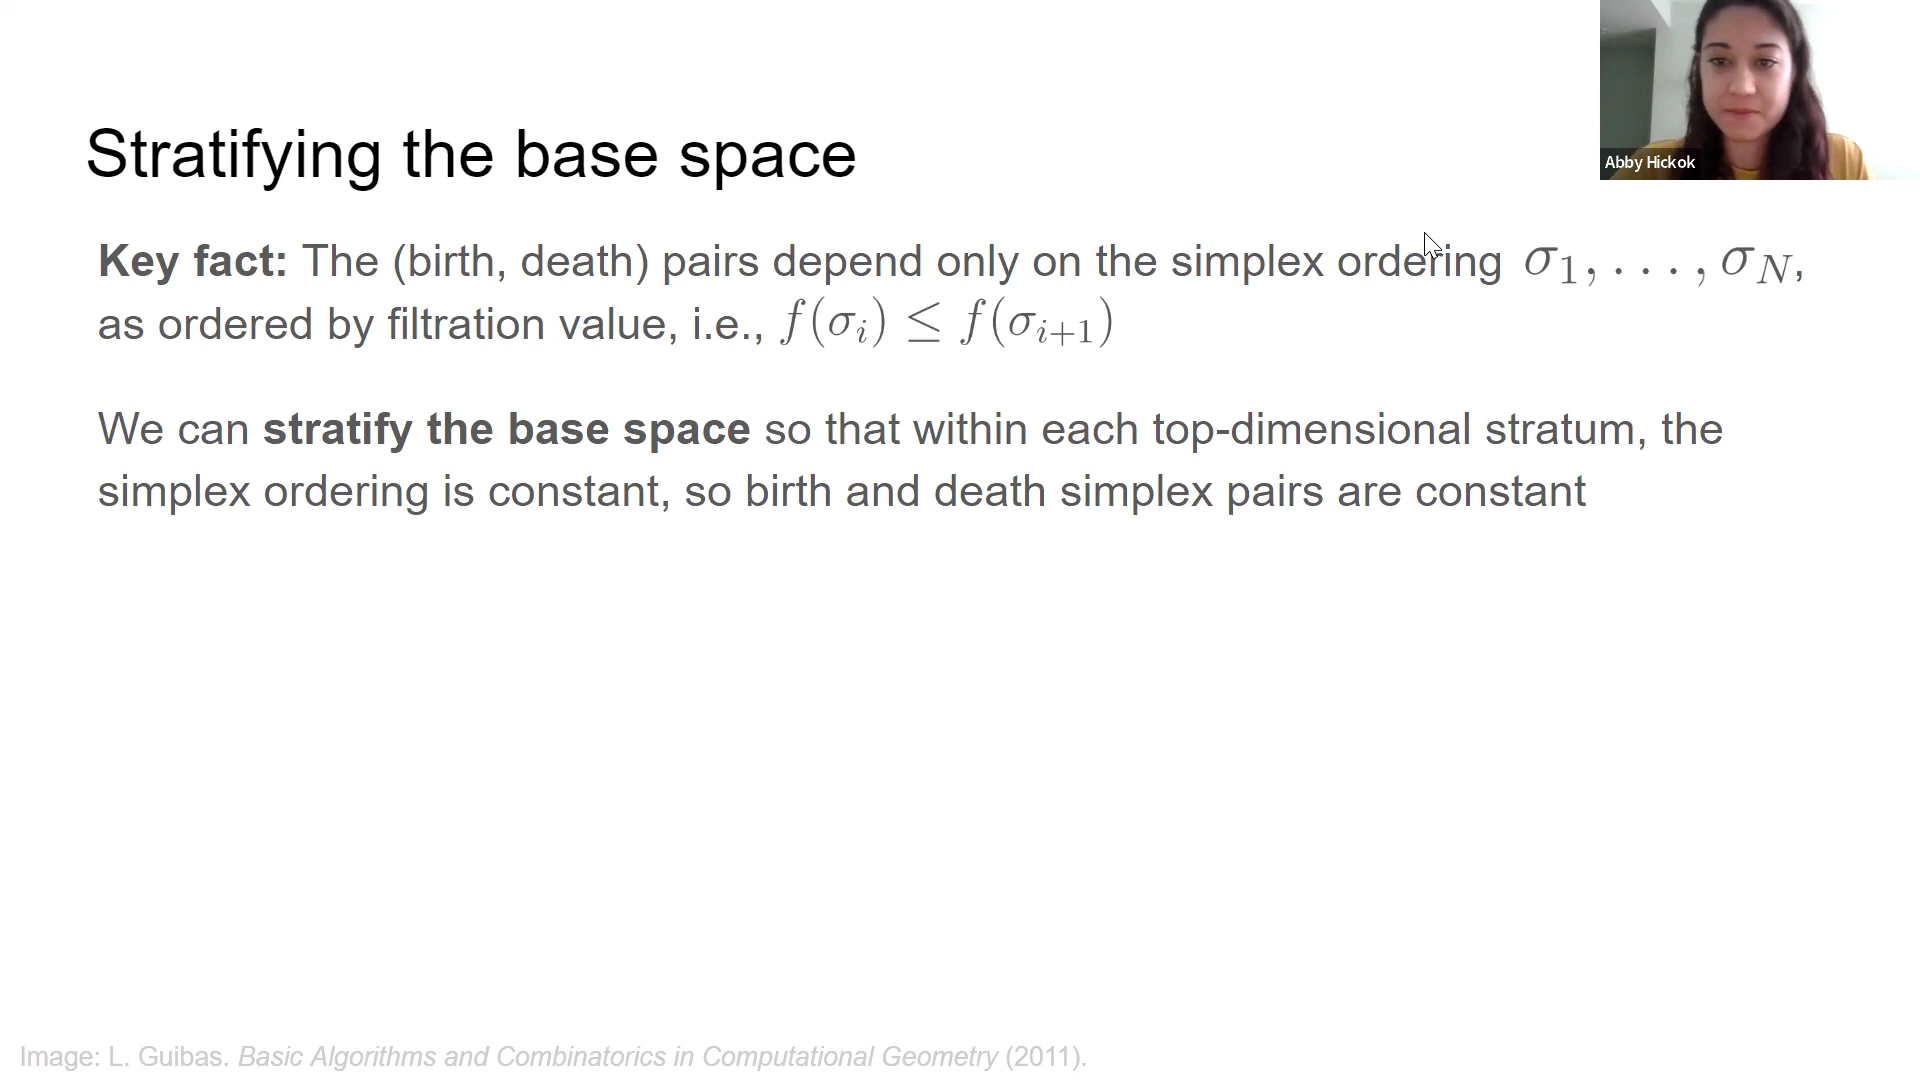 Abby Hickok
Stratifying the base space
Key fact: The (birth, death) pairs depend only on the simplex ordering σ₁, . . . , σ_N,
as ordered by filtration value, i.e., f(σ_i) ≤ f(σ_{i+1})
We can stratify the base space so that within each top-dimensional stratum, the
simplex ordering is constant, so birth and death simplex pairs are constant
Image: L. Guibas. Basic Algorithms and Combinatorics in Computational Geometry (2011).